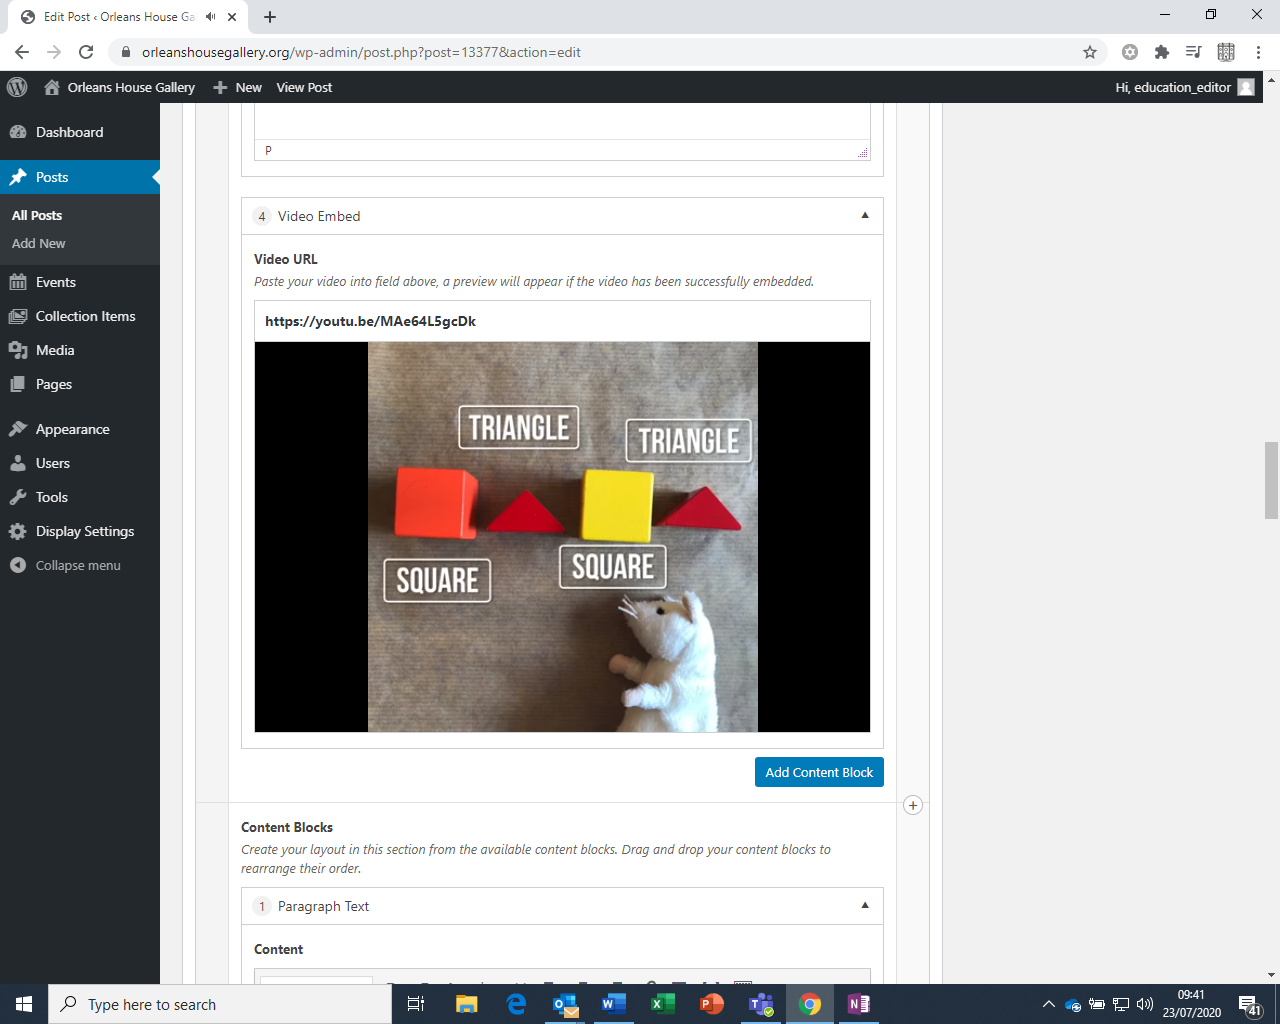 Edit Post ‹ Orleans House Ga
orleanshousegallery.org/wp-admin/post.php?post=13377&action=edit
Orleans House Gallery
New
View Post
Hi, education_editor
Dashboard
Posts
All Posts
Add New
Events
Collection Items
Media
Pages
Appearance
Users
Tools
Display Settings
Collapse menu
P
4 Video Embed
Video URL
Paste your video into field above, a preview will appear if the video has been successfully embedded.
https://youtu.be/MAe64L5gcDk
TRIANGLE
TRIANGLE
SQUARE
SQUARE
Add Content Block
Content Blocks
Create your layout in this section from the available content blocks. Drag and drop your content blocks to
rearrange their order.
1 Paragraph Text
Content
Type here to search
09:41
23/07/2020
41